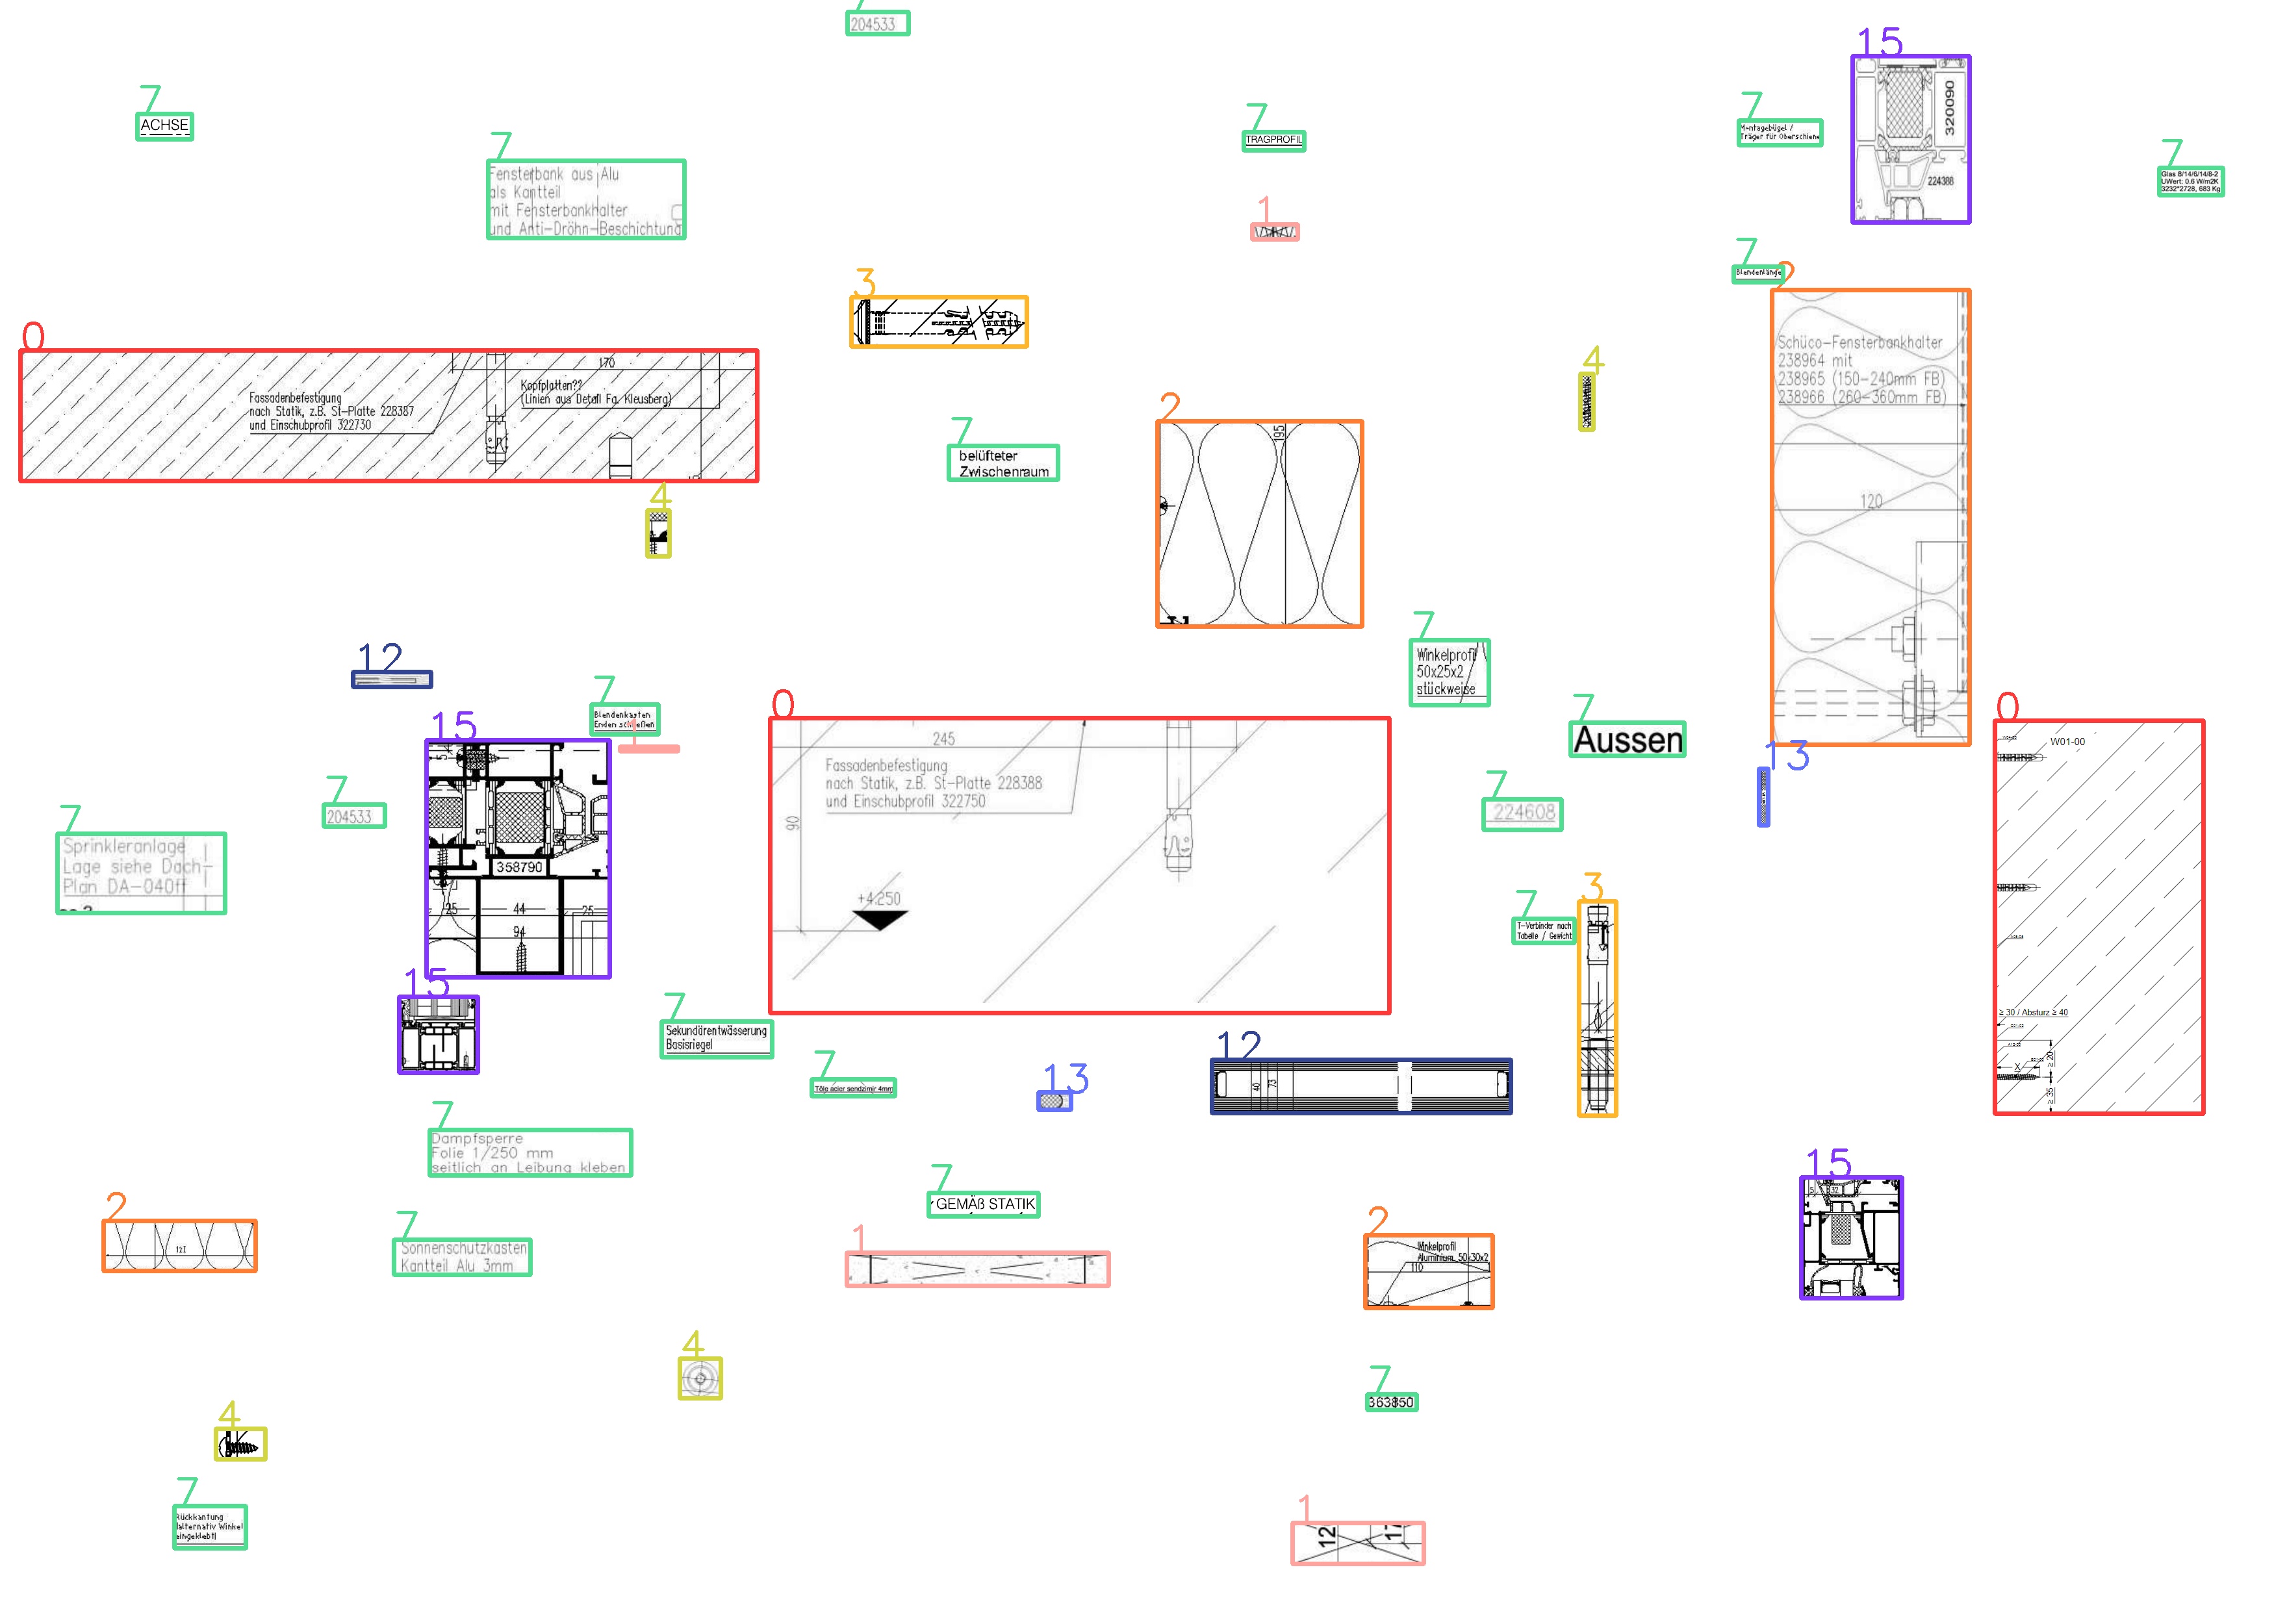 7
204533
15
320090
224388
7
ACHSE
7
Montagebügel /
Träger für Oberschiene
7
TRAGPROFIL
7
Fensterbank aus Alu
als Kantteil
mit Fensterbankhalter
und Anti-Dröhn-Beschichtung
7
Glas 8/14/6/14/8-2
UWert: 0.6 W/m2K
3232*2728, 683 Kg
1
7
Blendenlänge
2
Schüco-Fensterbankhalter
238964 mit
238965 (150-240mm FB)
238966 (260-360mm FB)
120
3
0
170
Kopfplatten??
(Linien aus Detail Fa. Kleusberg)
Fassadenbefestigung
nach Statik, z.B. St-Platte 228387
und Einschubprofil 322730
4
2
195
7
belüfteter
Zwischenraum
4
7
Winkelprofil
50x25x2
stückweise
12
7
Blendenkasten
Enden schließen
1
0
245
Fassadenbefestigung
nach Statik, z.B. St-Platte 228388
und Einschubprofil 322750
90
+4.250
7
Aussen
0
W01-00
≥ 30 / Absturz ≥ 40
X
≥ 20
≥ 35
13
15
5
358790
25
44
25
94
7
204533
7
224608
7
Sprinkleranlage
Lage siehe Dach-
Plan DA-040ff
3
7
T-Verbinder nach
Tabelle / Gewicht
15
7
Sekundärentwässerung
Basisriegel
12
40
73
7
Tôle acier sendzimir 4mm
13
7
Dampfsperre
Folie 1/250 mm
seitlich an Leibung kleben
15
5
32
7
GEMÄß STATIK
2
121
7
Sonnenschutzkasten
Kantteil Alu 3mm
1
2
Winkelprofil
Aluminium, 50x30x2
110
4
7
363850
4
7
Rückkantung
(alternativ Winkel
eingeklebt)
1
12
17